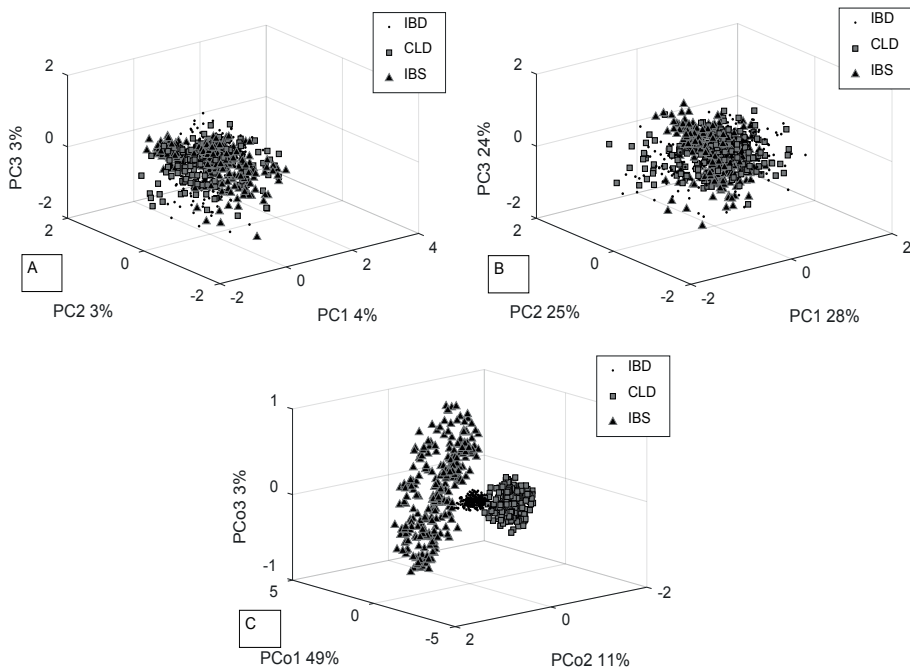 IBD
CLD
IBS
2
0
-2
PC3 3%
2
0
-2
-2
0
2
4
PC2 3%
PC1 4%
A
IBD
CLD
IBS
2
0
-2
PC3 24%
2
0
-2
-2
0
2
PC2 25%
PC1 28%
B
IBD
CLD
IBS
1
0
-1
PCo3 3%
5
0
-5
2
0
-2
PCo1 49%
PCo2 11%
C